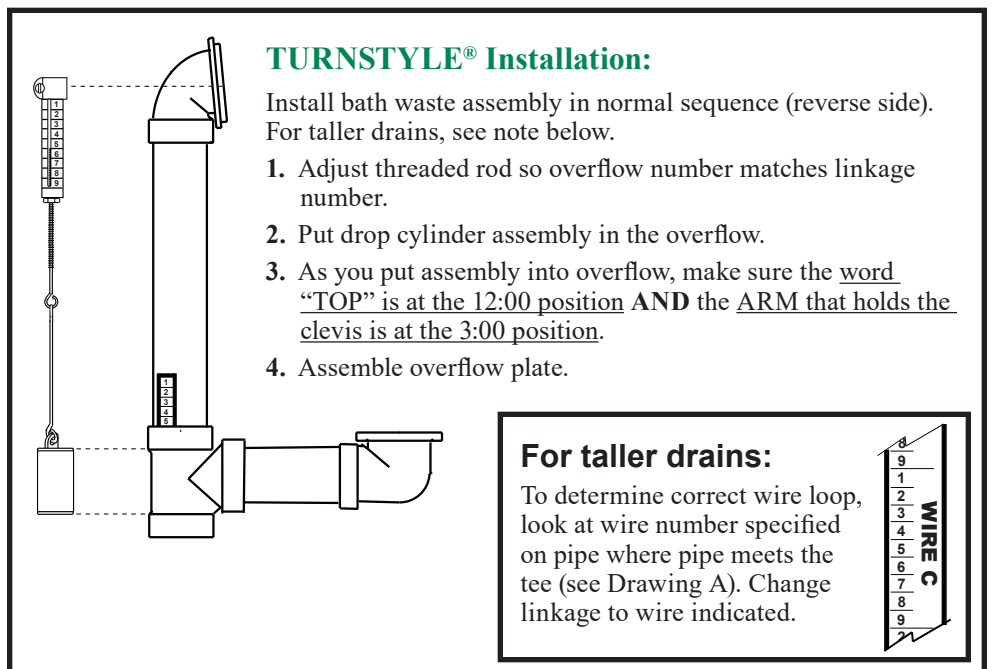 TURNSTYLE® Installation:
Install bath waste assembly in normal sequence (reverse side).
For taller drains, see note below.
1. Adjust threaded rod so overflow number matches linkage
number.
2. Put drop cylinder assembly in the overflow.
3. As you put assembly into overflow, make sure the word
“TOP” is at the 12:00 position AND the ARM that holds the
clevis is at the 3:00 position.
4. Assemble overflow plate.
1
2
3
4
5
6
7
8
9
1
2
3
4
5
For taller drains:
To determine correct wire loop,
look at wire number specified
on pipe where pipe meets the
tee (see Drawing A). Change
linkage to wire indicated.
8
9
1
2
3
4
5
6
7
8
9
2
WIRE C